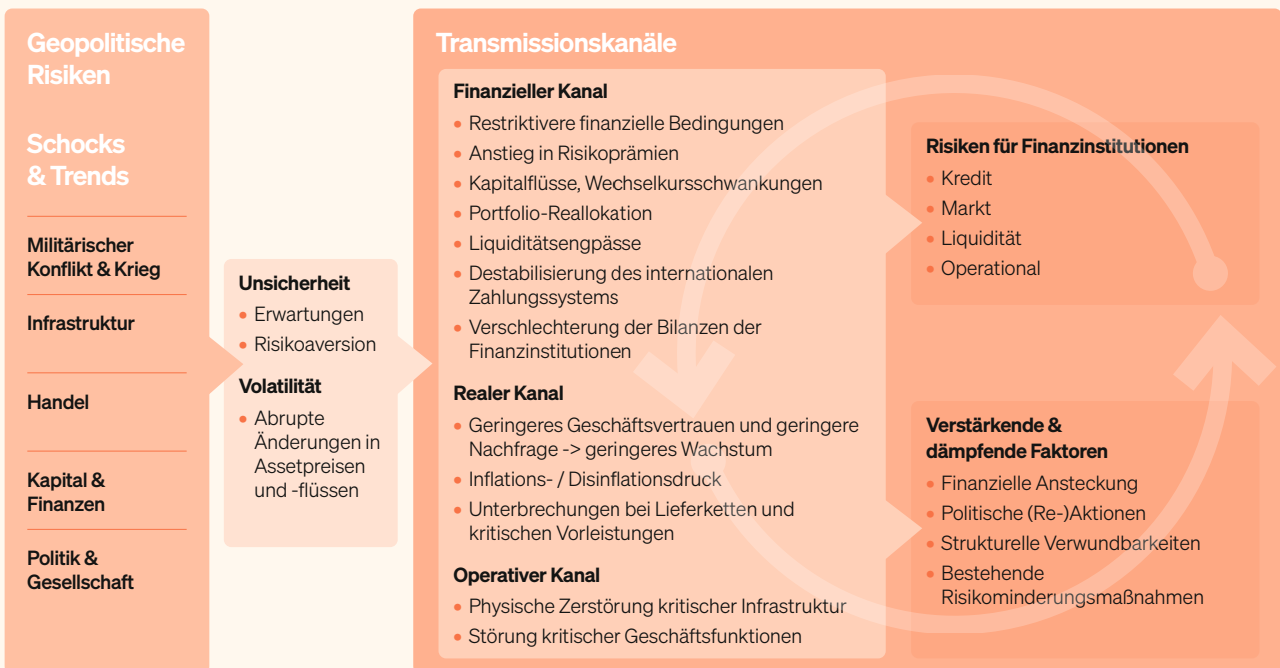 Geopolitische
Risiken
Schocks
& Trends
Militärischer
Konflikt & Krieg
Infrastruktur
Handel
Kapital &
Finanzen
Politik &
Gesellschaft
Unsicherheit
• Erwartungen
• Risikoaversion
Volatilität
• Abrupte
Änderungen in
Assetpreisen
und -flüssen
Transmissionskanäle
Finanzieller Kanal
• Restriktivere finanzielle Bedingungen
• Anstieg in Risikoprämien
• Kapitalflüsse, Wechselkursschwankungen
• Portfolio-Reallokation
• Liquiditätsengpässe
• Destabilisierung des internationalen
Zahlungssystems
• Verschlechterung der Bilanzen der
Finanzinstitutionen
Realer Kanal
• Geringeres Geschäftsvertrauen und geringere
Nachfrage -> geringeres Wachstum
• Inflations- / Disinflationsdruck
• Unterbrechungen bei Lieferketten und
kritischen Vorleistungen
Operativer Kanal
• Physische Zerstörung kritischer Infrastruktur
• Störung kritischer Geschäftsfunktionen
Risiken für Finanzinstitutionen
• Kredit
• Markt
• Liquidität
• Operational
Verstärkende &
dämpfende Faktoren
• Finanzielle Ansteckung
• Politische (Re-)Aktionen
• Strukturelle Verwundbarkeiten
• Bestehende
Risikominderungsmaßnahmen